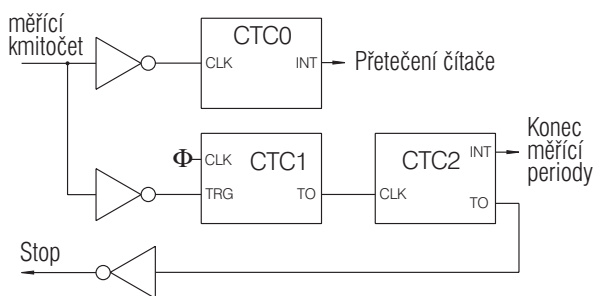 měřící
kmitočet
CTC0
CLK
INT
Přetečení čítače
Φ
CLK
CTC1
TRG
TO
CTC2
CLK
INT
TO
Konec
měřící
periody
Stop